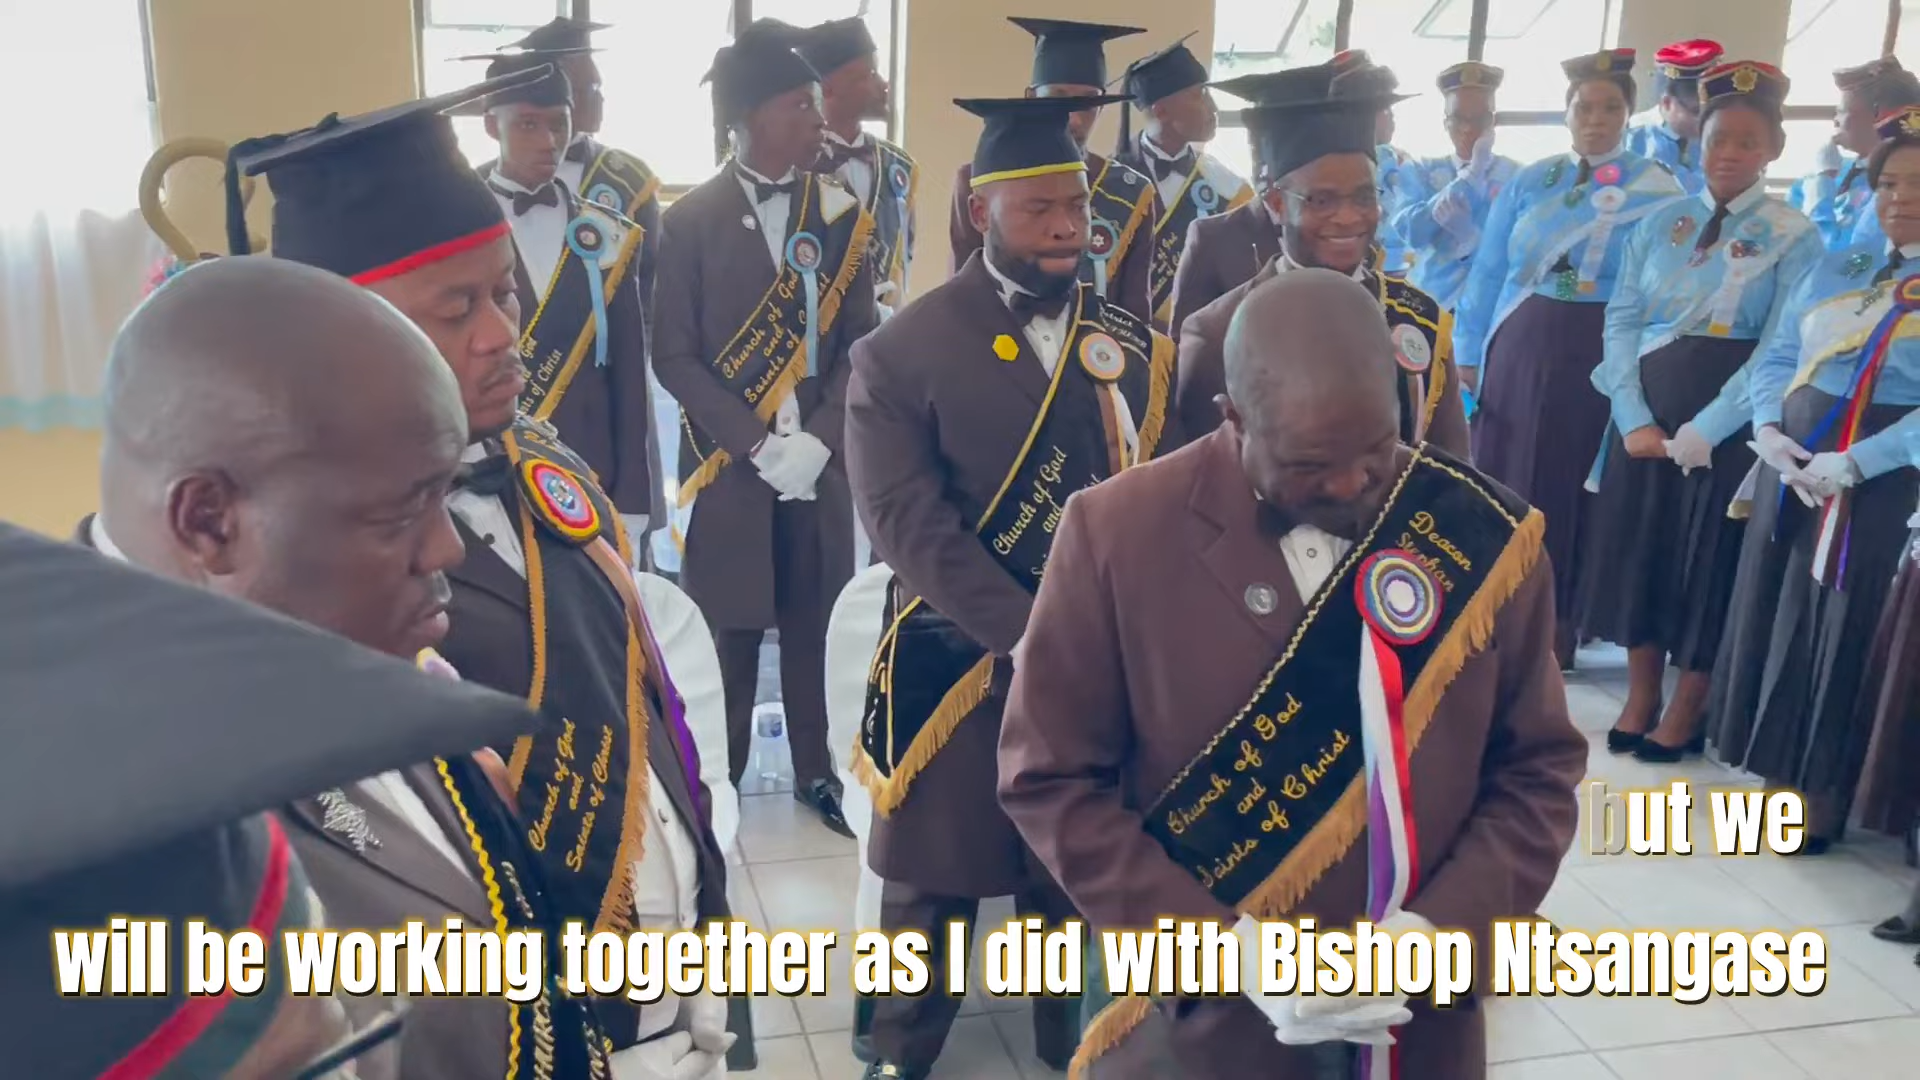 Church of God
and
Saints of C
nts of Christ
Church of God
and
Deacon
Stephan
Church of God
and
Saints of Christ
Church of God
and
Saints of Christ
but we
will be working together as I did with Bishop Ntsangase